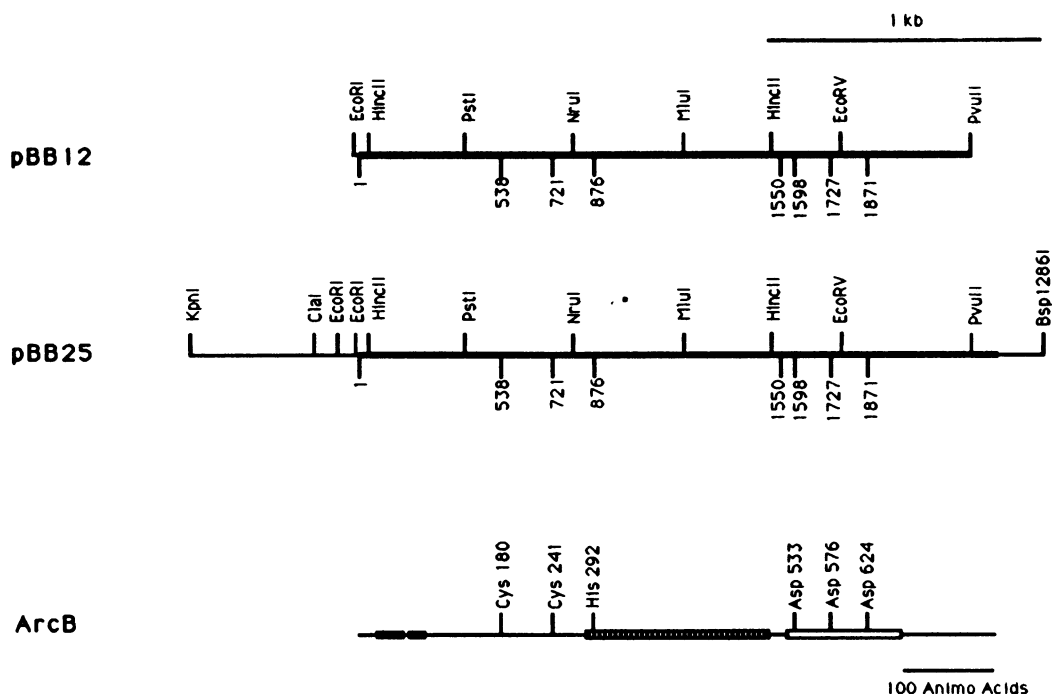 1 kb
pBB12
EcoRI
HincII
PstI
NruI
MluI
HincII
EcoRV
PvuII
1
538
721
876
1550
1598
1727
1871
pBB25
KpnI
ClaI
EcoRI
EcoRI
HincII
PstI
NruI
MluI
HincII
EcoRV
PvuII
Bsp1286I
1
538
721
876
1550
1598
1727
1871
ArcB
Cys 180
Cys 241
His 292
Asp 533
Asp 576
Asp 624
100 Animo Acids